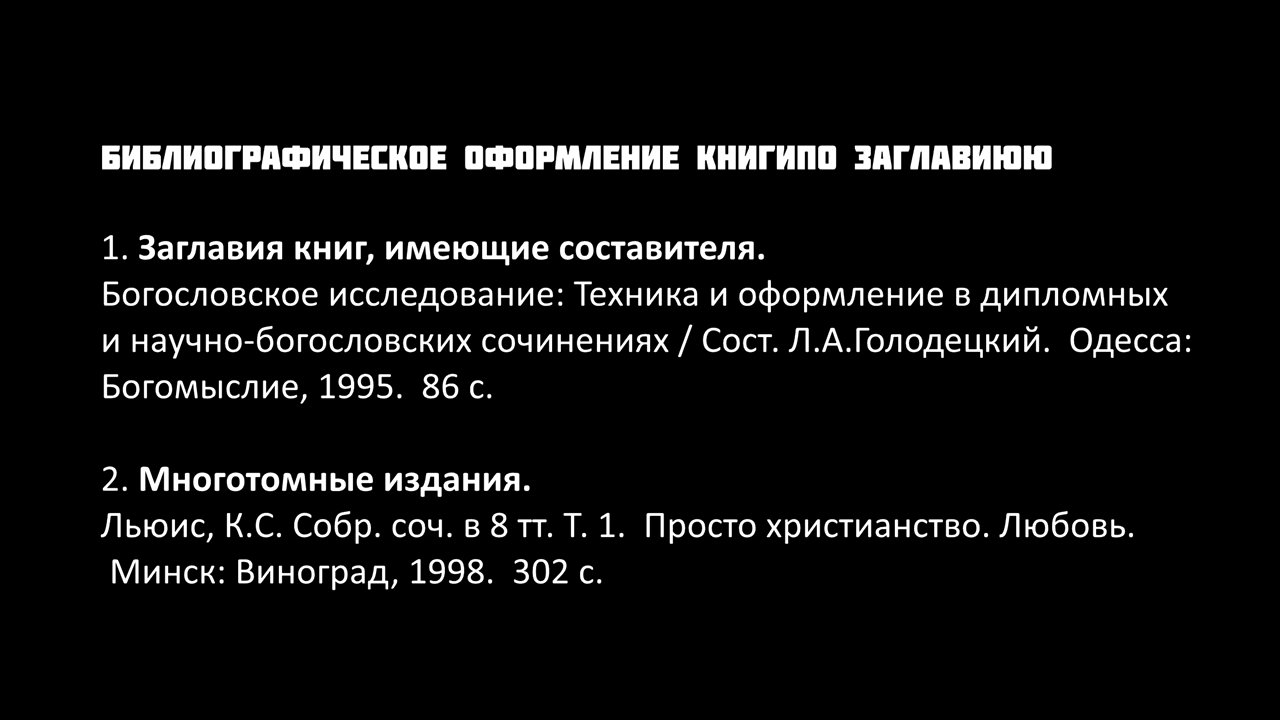 БИБЛИОГРАФИЧЕСКОЕ ОФОРМЛЕНИЕ КНИГИПО ЗАГЛАВИЮЮ
1. Заглавия книг, имеющие составителя.
Богословское исследование: Техника и оформление в дипломных
и научно-богословских сочинениях / Сост. Л.А.Голодецкий. Одесса:
Богомыслие, 1995. 86 с.
2. Многотомные издания.
Льюис, К.С. Собр. соч. в 8 тт. Т. 1. Просто христианство. Любовь.
Минск: Виноград, 1998. 302 с.